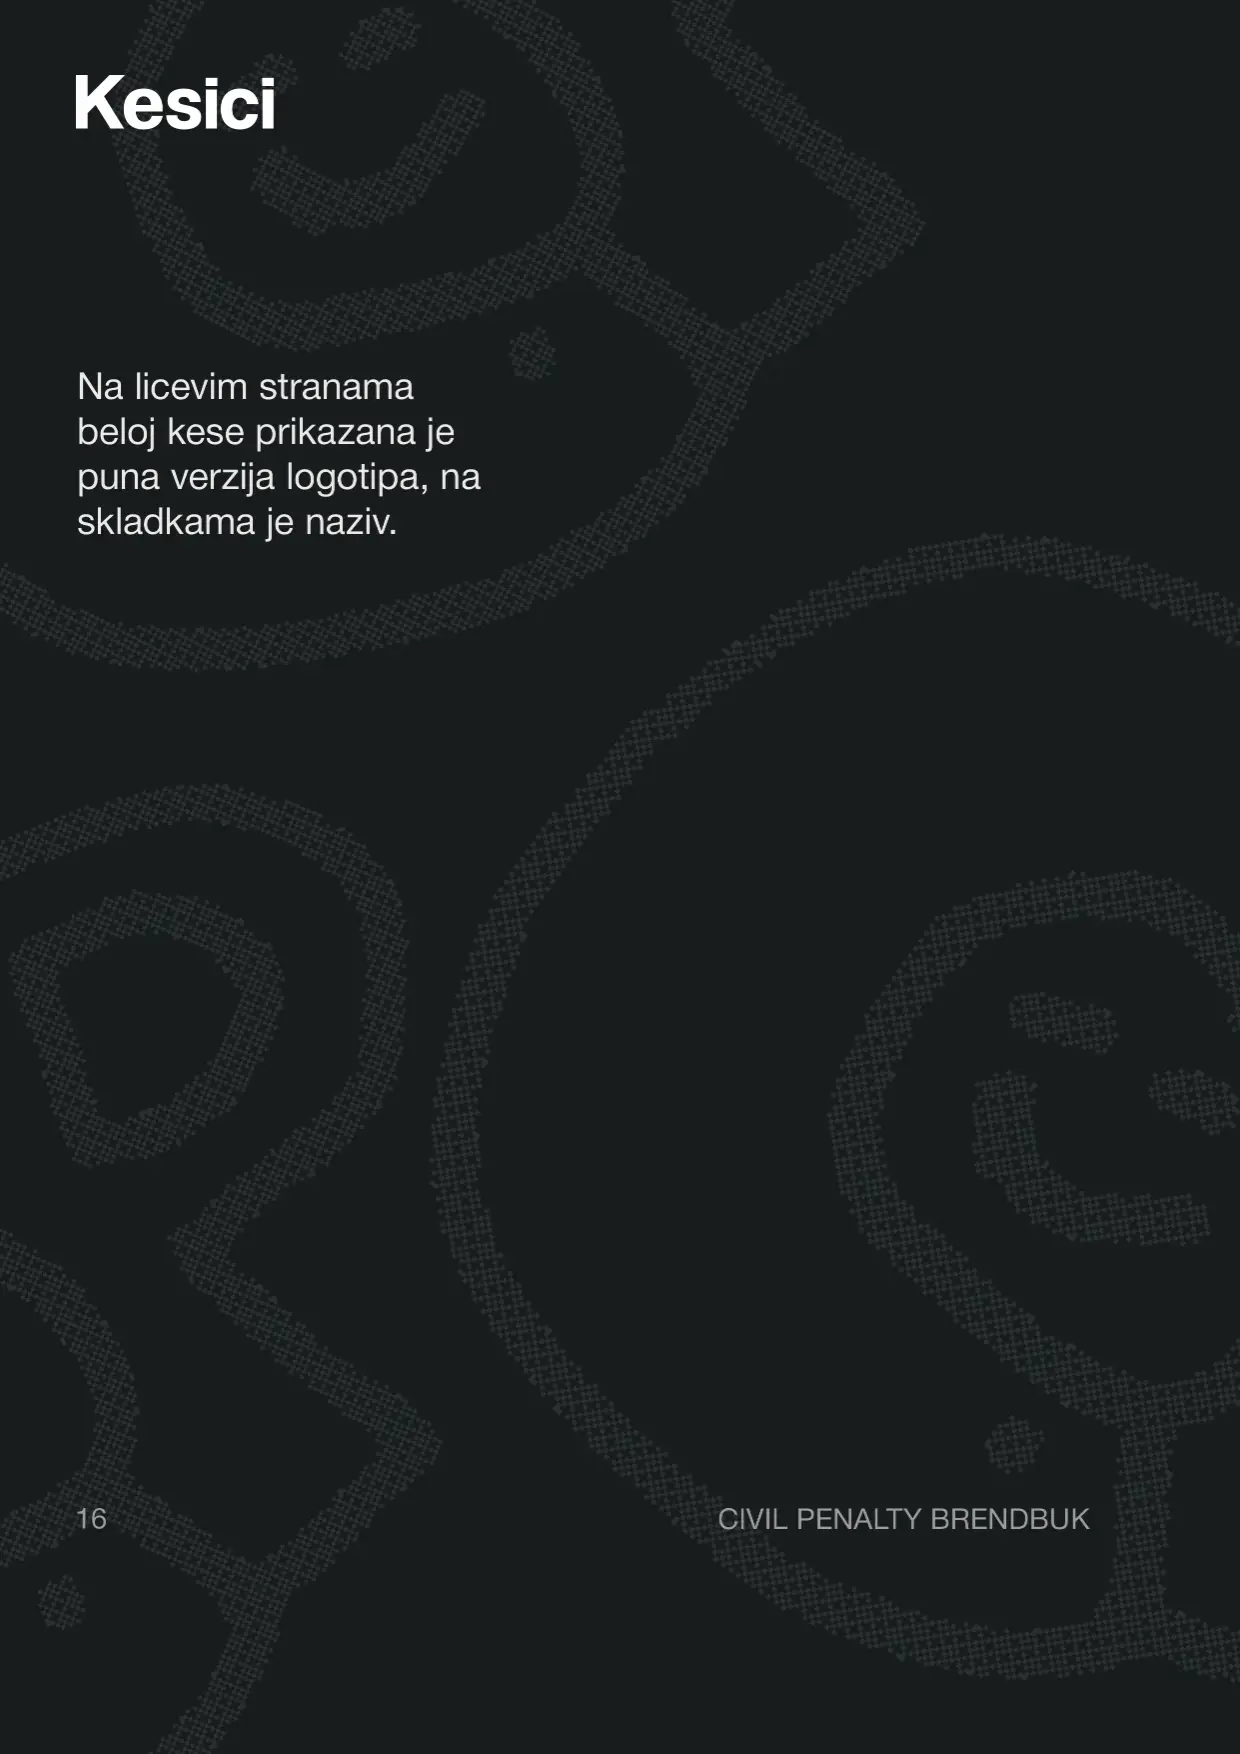 Kesici
Na licevim stranama
beloj kese prikazana je
puna verzija logotipa, na
skladkama je naziv.
16
CIVIL PENALTY BRENDBUK